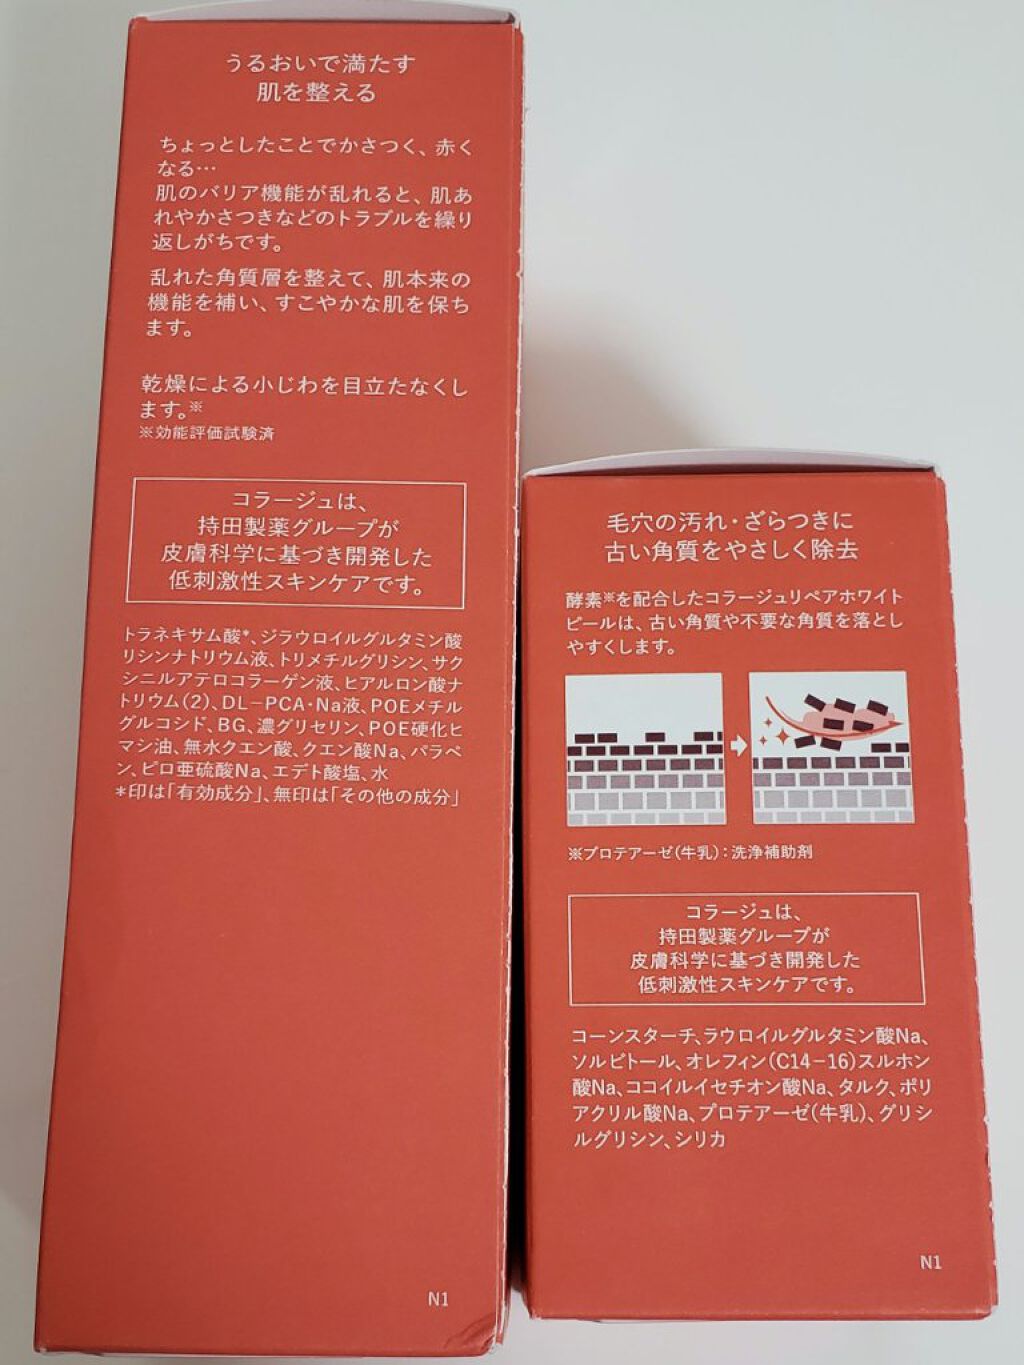 うるおいで満たす
肌を整える
ちょっとしたことでかさつく、赤く
なる…
肌のバリア機能が乱れると、肌あ
れやかさつきなどのトラブルを繰り
返しがちです。
乱れた角質層を整えて、肌本来の
機能を補い、すこやかな肌を保ち
ます。
乾燥による小じわを目立たなくし
ます。※
※効能評価試験済
コラージュは、
持田製薬グループが
皮膚科学に基づき開発した
低刺激性スキンケアです。
トラネキサム酸*、ジラウロイルグルタミン酸
リシンナトリウム液、トリメチルグリシン、サク
シニルアテロコラーゲン液、ヒアルロン酸ナ
トリウム(2)、DL-PCA・Na液、POEメチル
グルコシド、BG、濃グリセリン、POE硬化ヒ
マシ油、無水クエン酸、クエン酸Na、パラベ
ン、ピロ亜硫酸Na、エデト酸塩、水
*印は「有効成分」、無印は「その他の成分」
N1
毛穴の汚れ・ざらつきに
古い角質をやさしく除去
酵素※を配合したコラージュリペアホワイト
ピールは、古い角質や不要な角質を落とし
やすくします。
※プロテアーゼ(牛乳):洗浄補助剤
コラージュは、
持田製薬グループが
皮膚科学に基づき開発した
低刺激性スキンケアです。
コーンスターチ、ラウロイルグルタミン酸Na、
ソルビトール、オレフィン(C14-16)スルホン
酸Na、ココイルイセチオン酸Na、タルク、ポリ
アクリル酸Na、プロテアーゼ(牛乳)、グリシ
ルグリシン、シリカ
N1